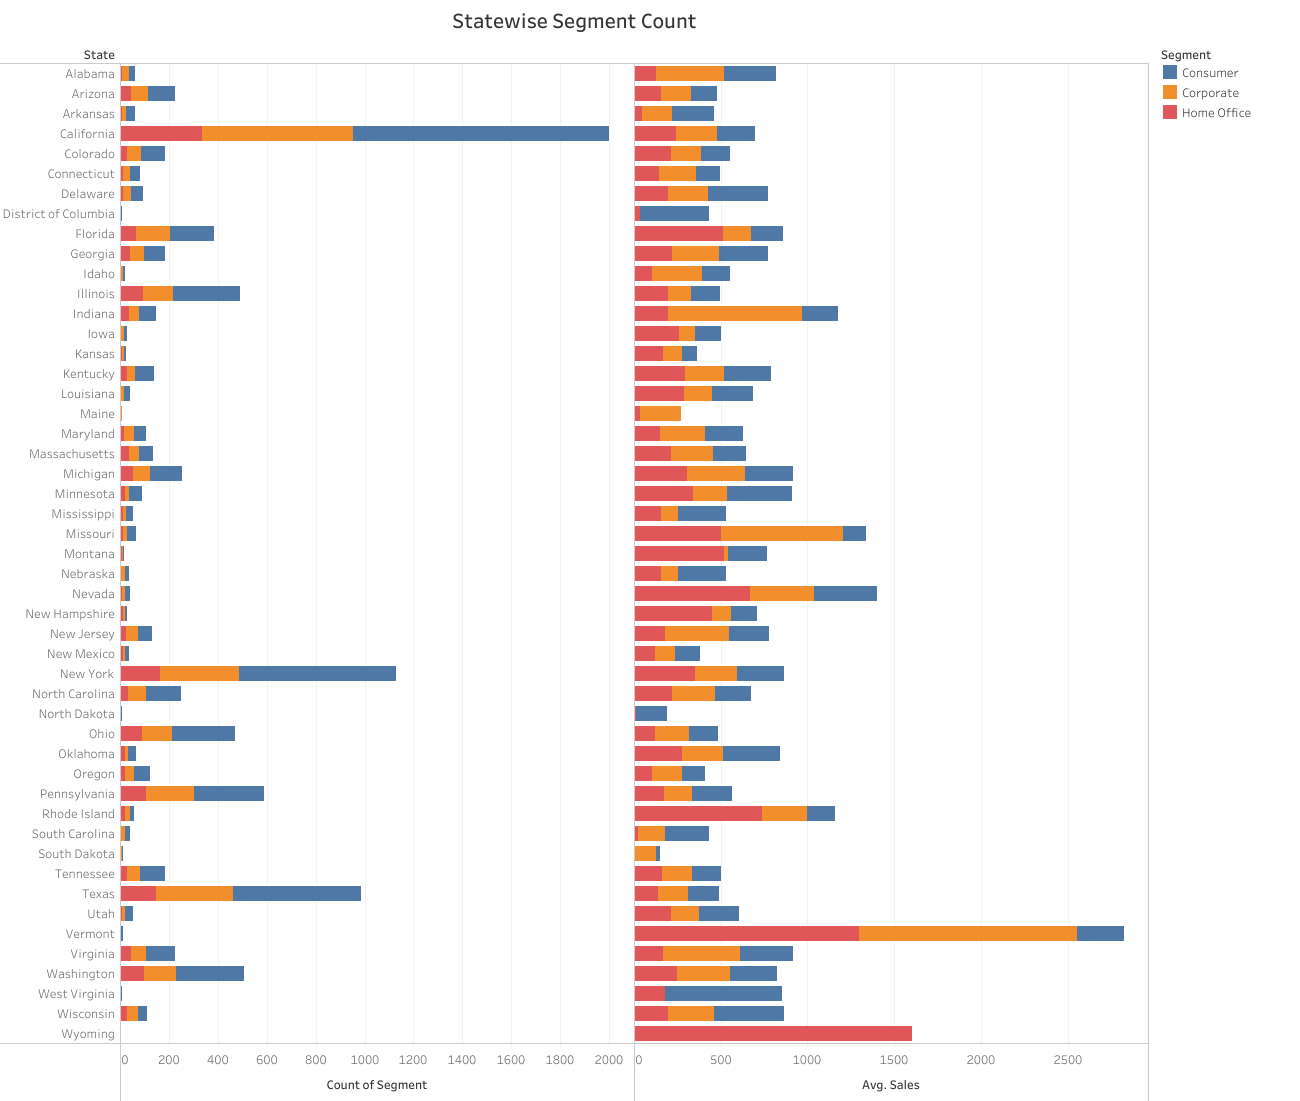 Statewise Segment Count
State
Segment
Consumer
Corporate
Home Office
Alabama
Arizona
Arkansas
California
Colorado
Connecticut
Delaware
District of Columbia
Florida
Georgia
Idaho
Illinois
Indiana
Iowa
Kansas
Kentucky
Louisiana
Maine
Maryland
Massachusetts
Michigan
Minnesota
Mississippi
Missouri
Montana
Nebraska
Nevada
New Hampshire
New Jersey
New Mexico
New York
North Carolina
North Dakota
Ohio
Oklahoma
Oregon
Pennsylvania
Rhode Island
South Carolina
South Dakota
Tennessee
Texas
Utah
Vermont
Virginia
Washington
West Virginia
Wisconsin
Wyoming
0 200 400 600 800 1000 1200 1400 1600 1800 2000 0 500 1000 1500 2000 2500
Count of Segment Avg. Sales